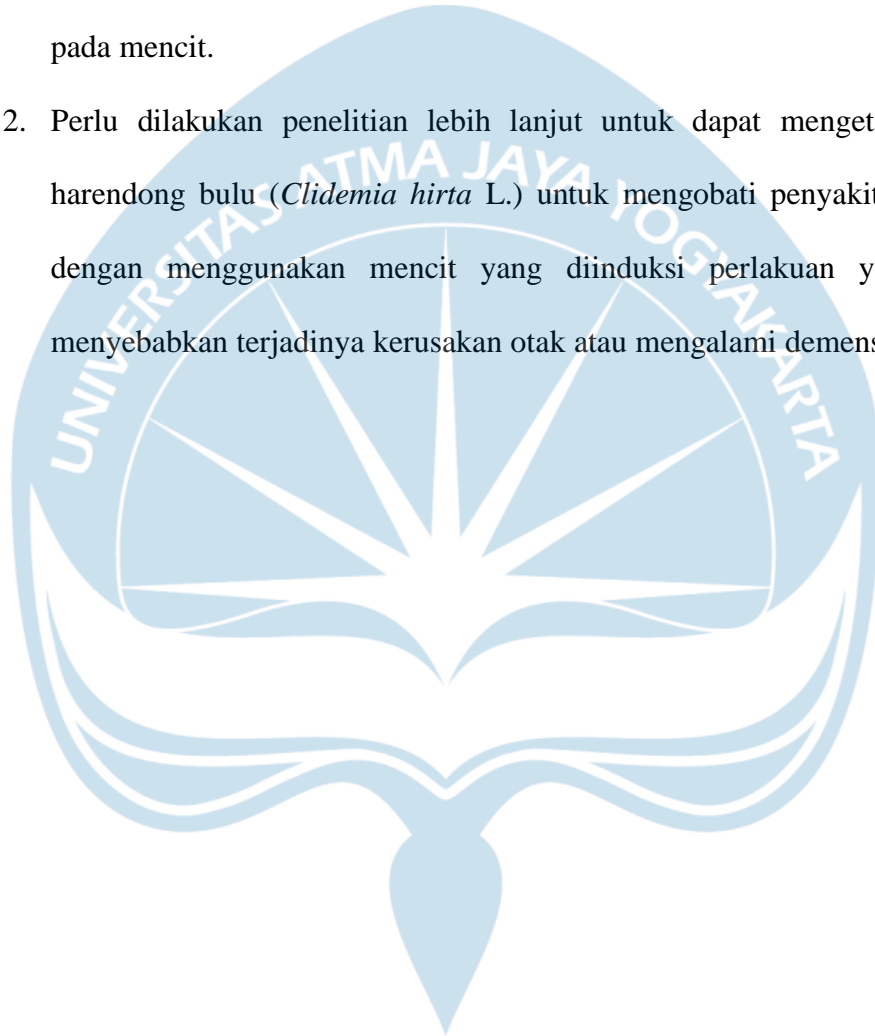 pada mencit.
2. Perlu dilakukan penelitian lebih lanjut untuk dapat
harendong bulu (Clidemia hirta L.) untuk mengobati penyakit
dengan menggunakan mencit yang diinduksi perlakuan
menyebabkan terjadinya kerusakan otak atau mengalami
UNIVERSITAS ATMA JAYA YOGYAKARTA